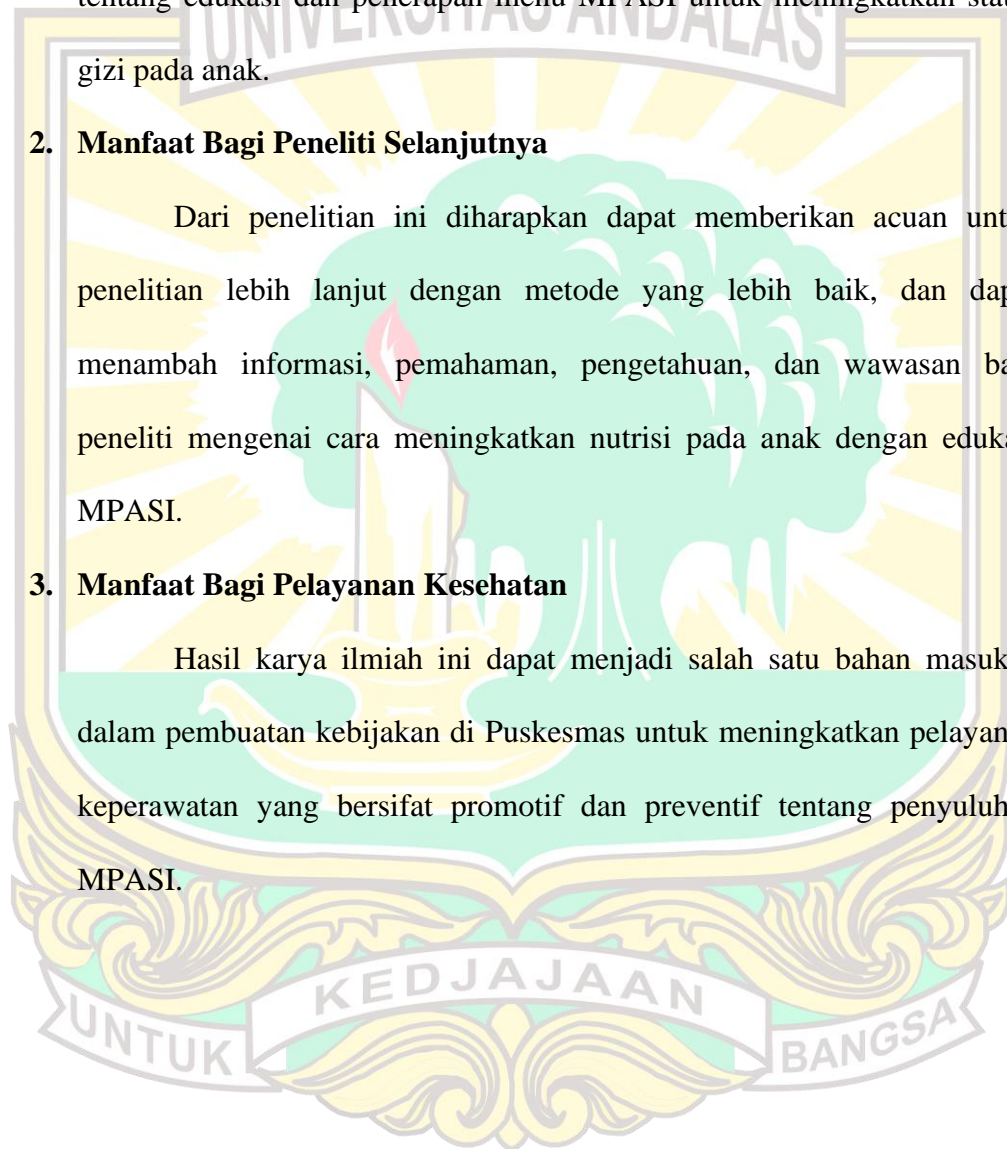 tentang edukasi dan penerapan menu MPASI untuk meningkatkan stat
UNIVERSITAS ANDALAS
gizi pada anak.
2. Manfaat Bagi Peneliti Selanjutnya
Dari penelitian ini diharapkan dapat memberikan acuan unt
penelitian lebih lanjut dengan metode yang lebih baik, dan dap
menambah informasi, pemahaman, pengetahuan, dan wawasan ba
peneliti mengenai cara meningkatkan nutrisi pada anak dengan eduka
MPASI.
3. Manfaat Bagi Pelayanan Kesehatan
Hasil karya ilmiah ini dapat menjadi salah satu bahan masuk
dalam pembuatan kebijakan di Puskesmas untuk meningkatkan pelayan
keperawatan yang bersifat promotif dan preventif tentang penyuluh
MPASI.
UNTUK KEDJAJAAN BANGSA